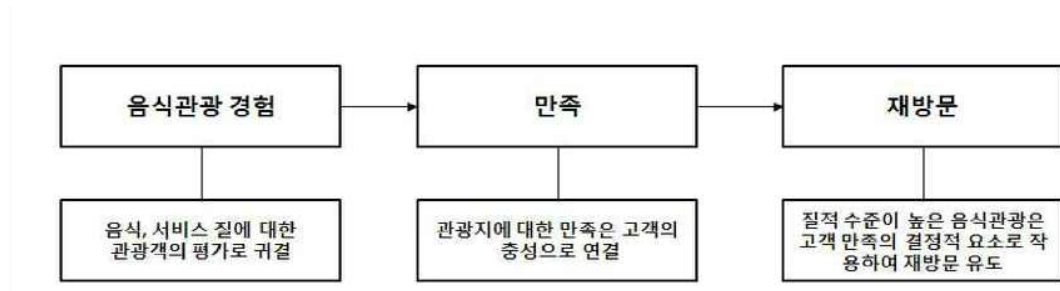 음식관광 경험
만족
재방문
음식, 서비스 질에 대한
관광객의 평가로 귀결
관광지에 대한 만족은 고객의
충성으로 연결
질적 수준이 높은 음식관광은
고객 만족의 결정적 요소로 작
용하여 재방문 유도